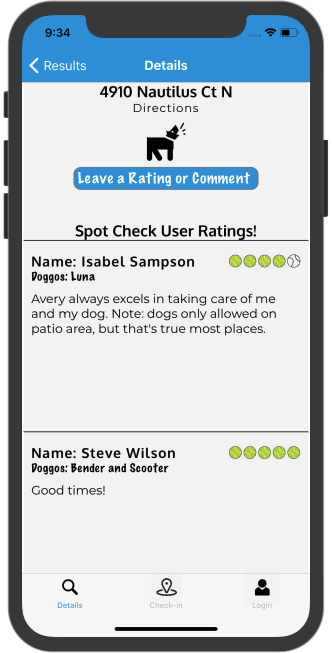 9:34
Results
Details
4910 Nautilus Ct N
Directions
Leave a Rating or Comment
Spot Check User Ratings!
Name: Isabel Sampson
Doggos: Luna
Avery always excels in taking care of me
and my dog. Note: dogs only allowed on
patio area, but that's true most places.
Name: Steve Wilson
Doggos: Bender and Scooter
Good times!
Details
Check-in
Login